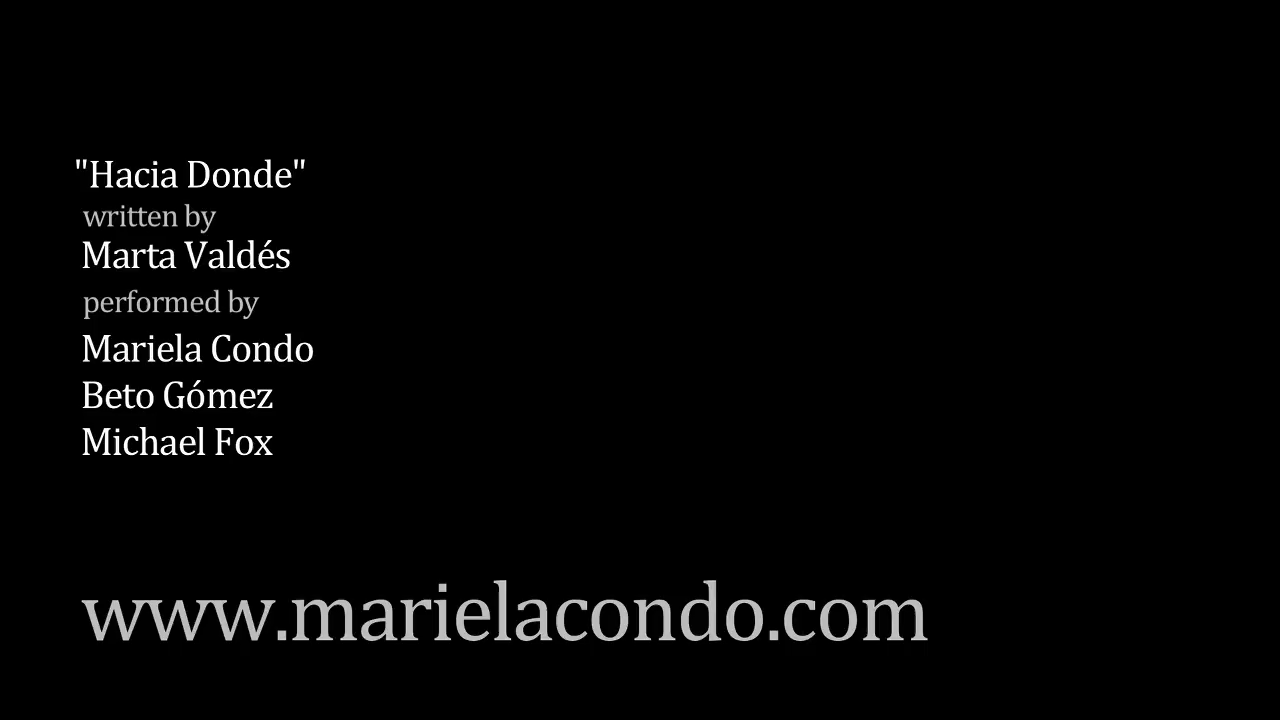 "Hacia Donde"
written by
Marta Valdés
performed by
Mariela Condo
Beto Gómez
Michael Fox
www.marielacondo.com